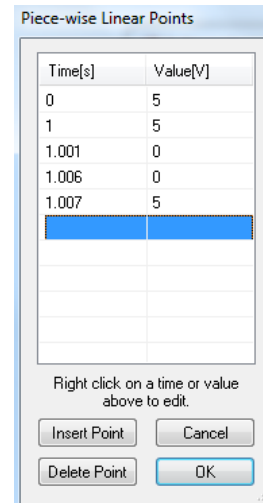 Piece-wise Linear Points
Time[s] Value[V]
0 5
1 5
1.001 0
1.006 0
1.007 5
Right click on a time or value
above to edit.
Insert Point Cancel
Delete Point OK